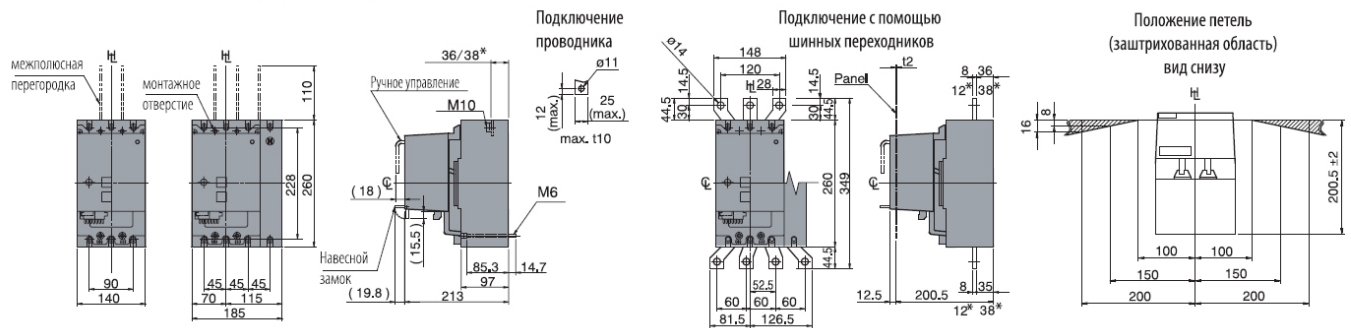 Подключение
проводника
Подключение с помощью
шинных переходников
Положение петель
(заштрихованная область)
вид снизу
межполюсная
перегородка
монтажное
отверстие
Ручное управление
Навесной
замок
Panel
HL
HL
110
228
260
90
140
45
45
45
70
115
185
36/38*
M10
M6
(18)
(15.5)
(19.8)
85.3
14.7
97
213
ø11
12
(max.)
25
(max.)
max. t10
ø14
148
120
HL
28
14.5
44.5
30
14.5
30
44.5
260
349
44.5
52.5
60
60
60
81.5
126.5
t2
8
36
12*
38*
12.5
200.5
8
35
12*
38*
HL
16
8
200.5 ±2
100
100
150
150
200
200